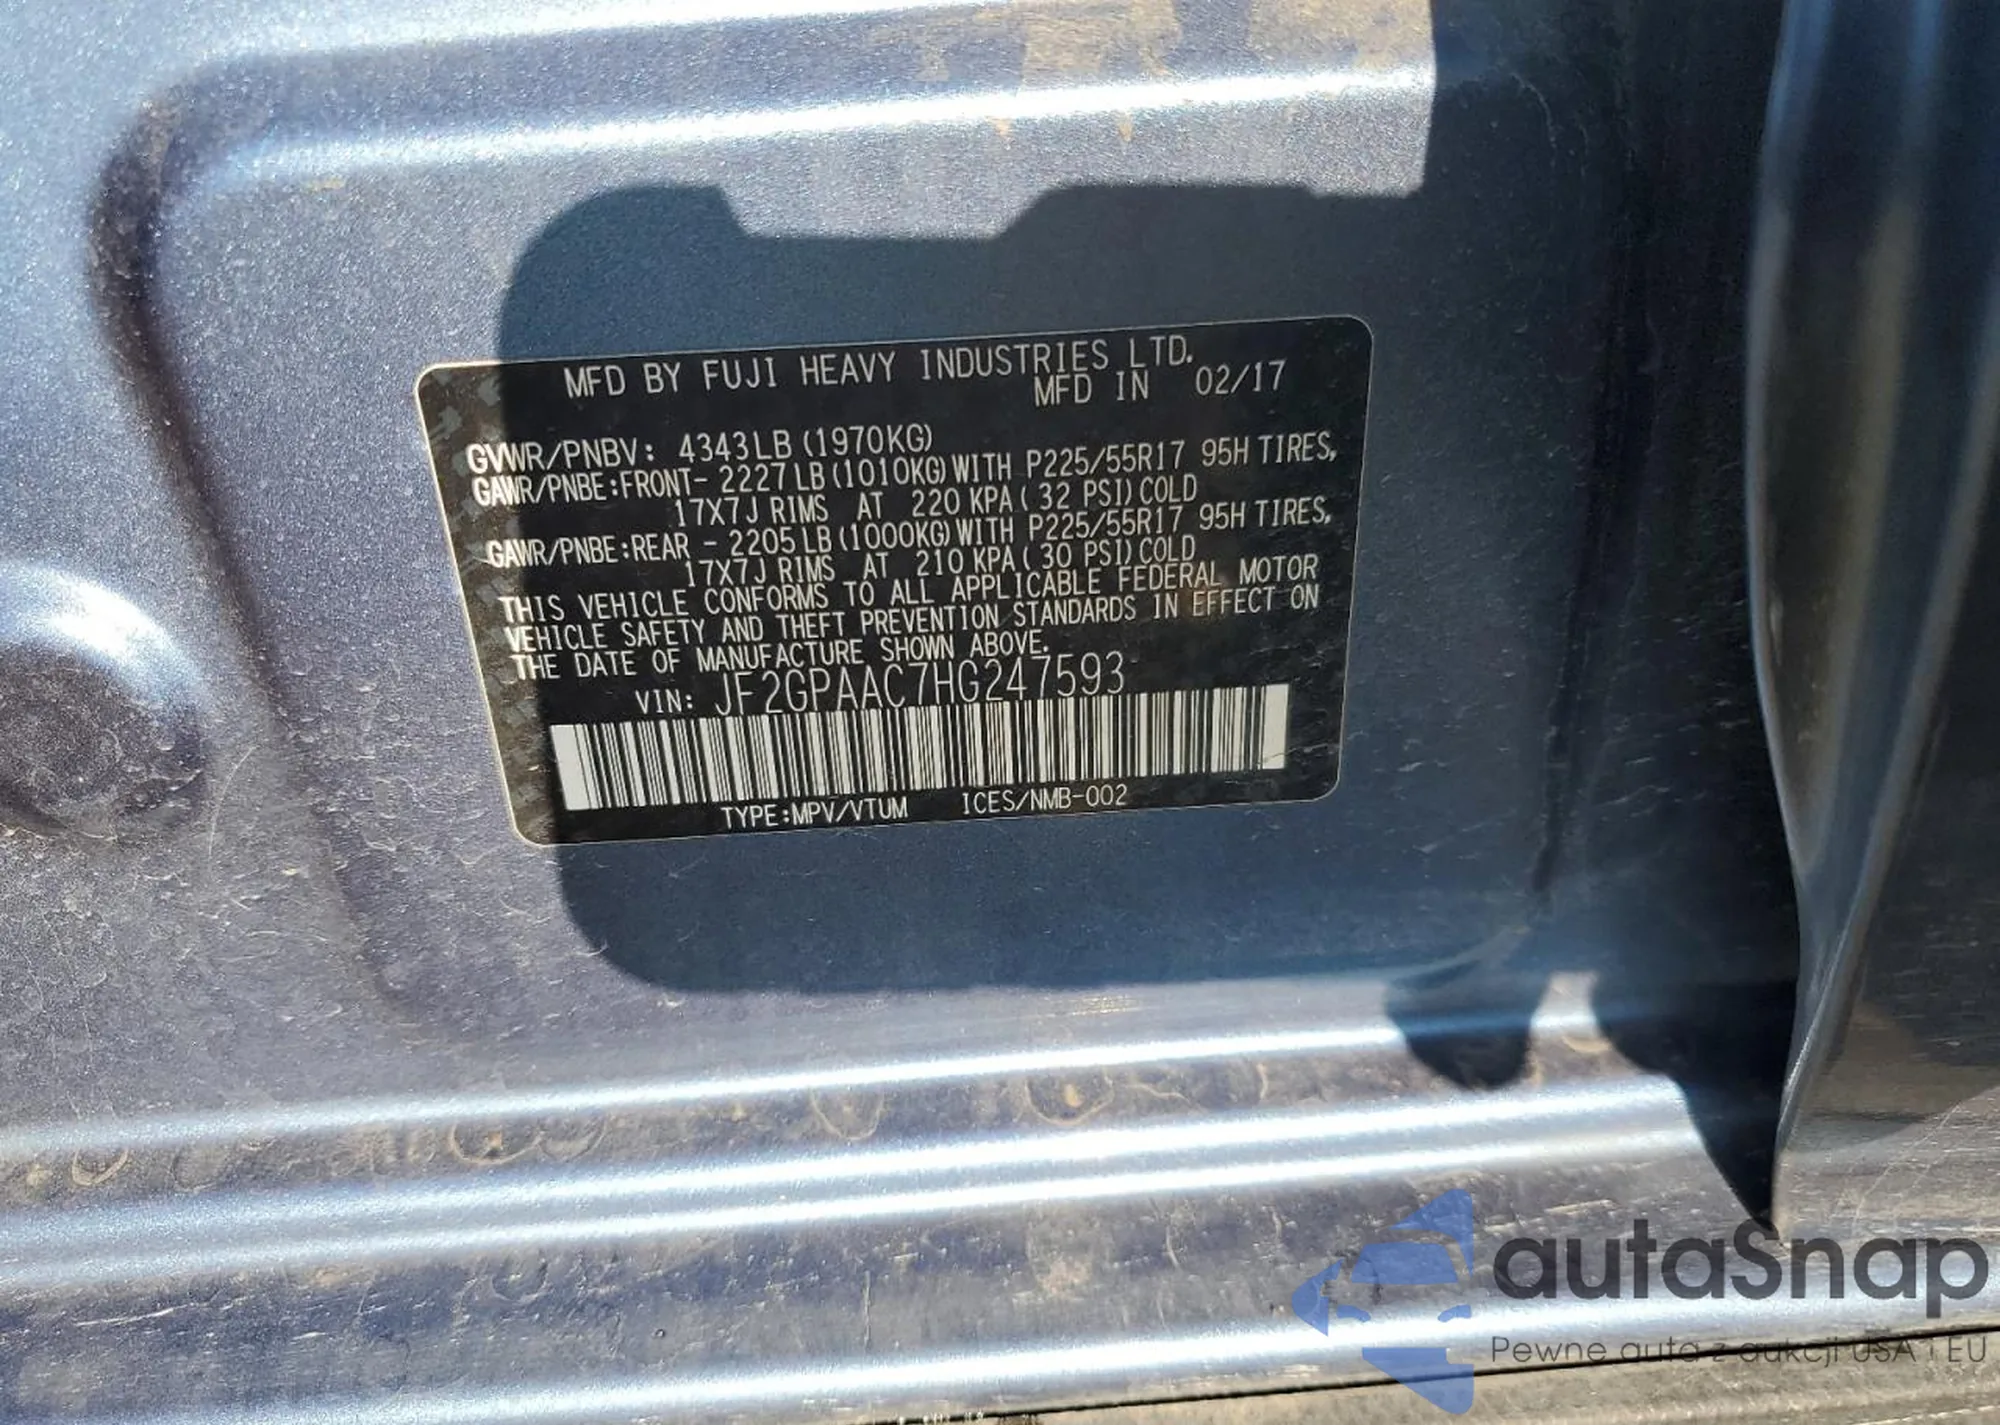 MFD BY FUJI HEAVY INDUSTRIES LTD.
MFD IN 02/17
GVWR/PNBV: 4343LB(1970KG)
GAWR/PNBE:FRONT- 2227LB(1010KG)WITH P225/55R17 95H TIRES,
17X7J RIMS AT 220 KPA( 32 PSI)COLD
GAWR/PNBE:REAR - 2205LB(1000KG)WITH P225/55R17 95H TIRES,
17X7J RIMS AT 210 KPA( 30 PSI)COLD
THIS VEHICLE CONFORMS TO ALL APPLICABLE FEDERAL MOTOR
VEHICLE SAFETY AND THEFT PREVENTION STANDARDS IN EFFECT ON
THE DATE OF MANUFACTURE SHOWN ABOVE.
VIN: JF2GPAAC7HG247593
TYPE:MPV/VTUM ICES/NMB-002
autaSnap
Pewne auta z aukcji USA i EU